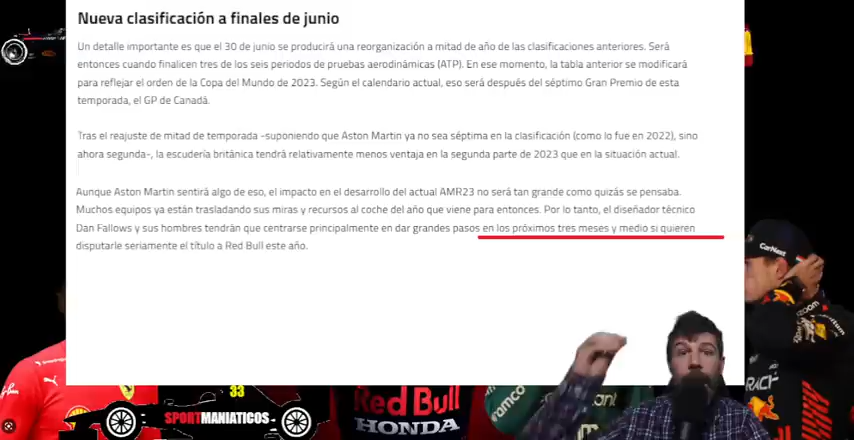 Nueva clasificación a finales de junio
Un detalle importante es que el 30 de junio se producirá una reorganización a mitad de año de las clasificaciones anteriores. Será
entonces cuando finalicen tres de los seis periodos de pruebas aerodinámicas (ATP). En ese momento, la tabla anterior se modificará
para reflejar el orden de la Copa del Mundo de 2023. Según el calendario actual, eso será después del séptimo Gran Premio de esta
temporada, el GP de Canadá.
Tras el reajuste de mitad de temporada -suponiendo que Aston Martin ya no sea séptima en la clasificación (como lo fue en 2022), sino
ahora segunda-, la escudería británica tendrá relativamente menos ventaja en la segunda parte de 2023 que en la situación actual.
Aunque Aston Martin sentirá algo de eso, el impacto en el desarrollo del actual AMR23 no será tan grande como quizás se pensaba.
Muchos equipos ya están trasladando sus miras y recursos al coche del año que viene para entonces. Por lo tanto, el diseñador técnico
Dan Fallows y sus hombres tendrán que centrarse principalmente en dar grandes pasos en los próximos tres meses y medio si quieren
disputarle seriamente el título a Red Bull este año.
CarNext
33
SPORTMANIATICOS
Red Bull
HONDA